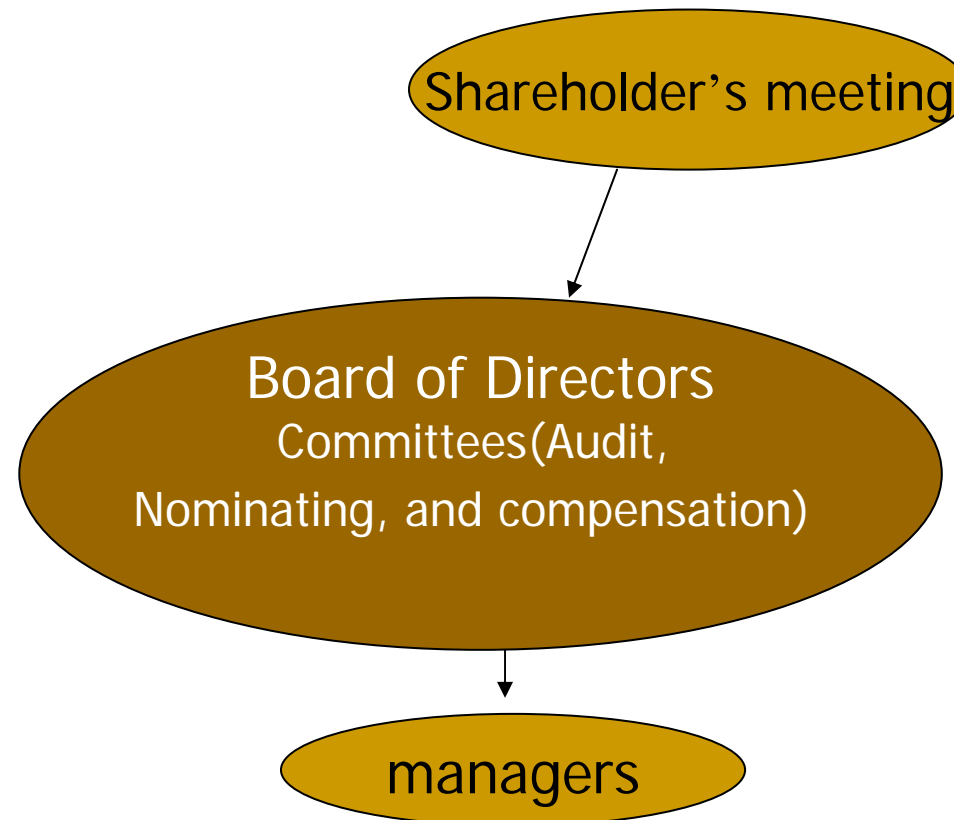 Shareholder’s meeting
Board of Directors
Committees(Audit,
Nominating, and compensation)
managers